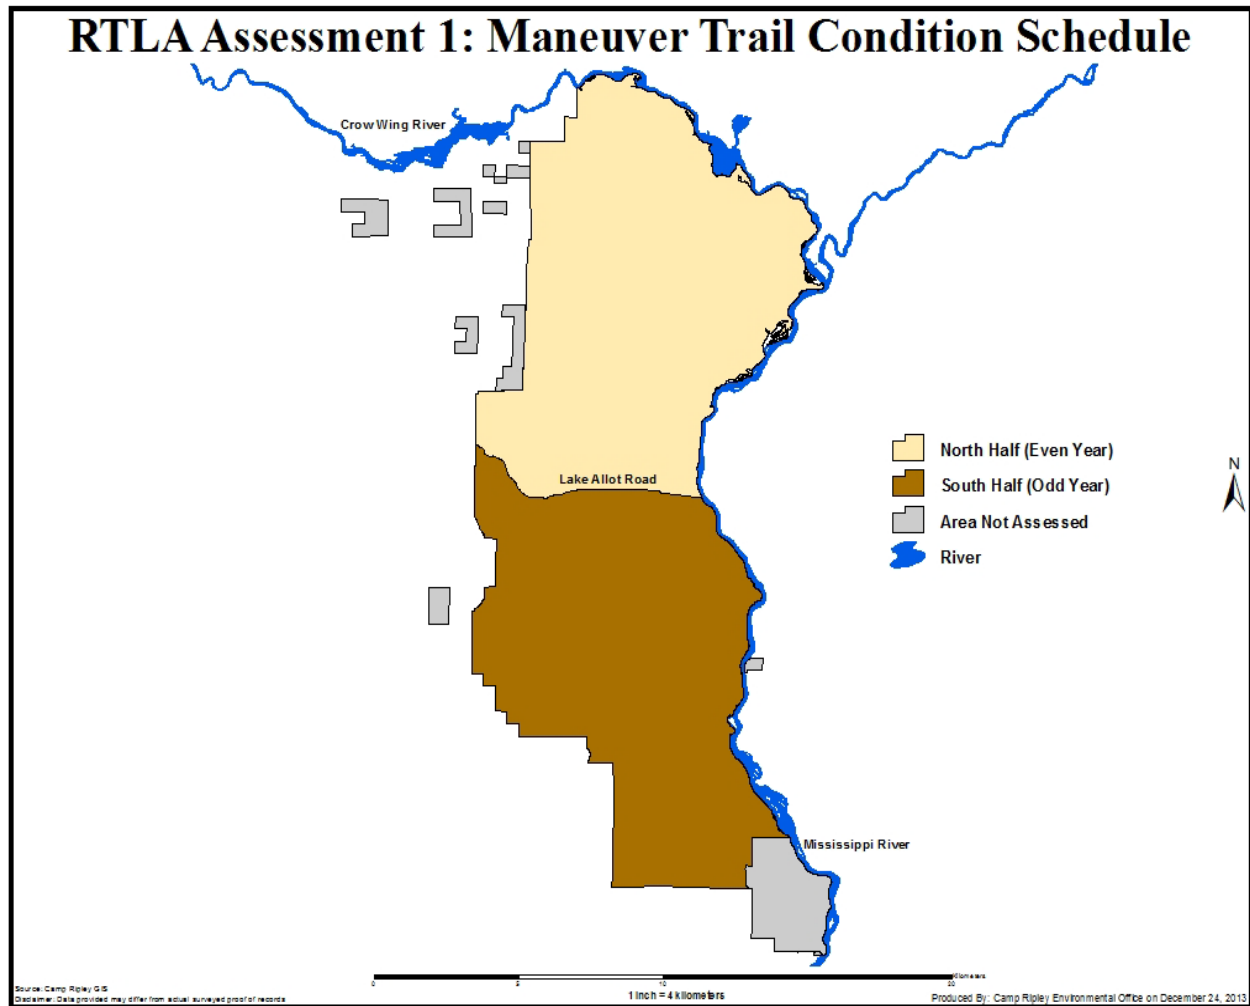 RTLA Assessment 1: Maneuver Trail Condition Schedule
Crow Wing River
North Half (Even Year)
Lake Allot Road
South Half (Odd Year)
N
Area Not Assessed
River
Mississippi River
Kilometers
0 5 10 20
Source: Camp Ripley GIS
Disclaimer: Data provided may differ from actual surveyed proof of records
1 inch = 4 kilometers
Produced By: Camp Ripley Environmental Office on December 24, 2013